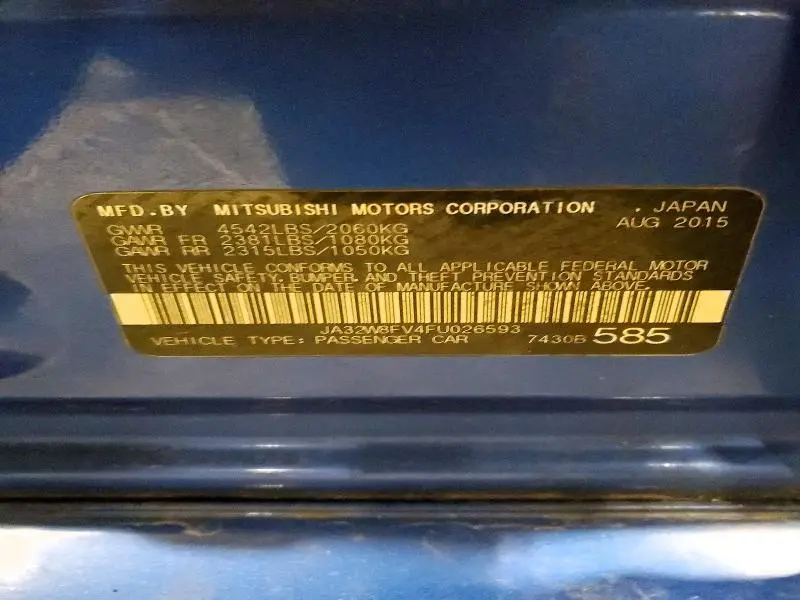 MFD.BY MITSUBISHI MOTORS CORPORATION . JAPAN
AUG 2015
GVWR 4542LBS/2060KG
GAWR FR 2381LBS/1080KG
GAWR RR 2315LBS/1050KG
THIS VEHICLE CONFORMS TO ALL APPLICABLE FEDERAL MOTOR
VEHICLE SAFETY, BUMPER, AND THEFT PREVENTION STANDARDS
IN EFFECT ON THE DATE OF MANUFACTURE SHOWN ABOVE.
JA32W8FV4FU026593
VEHICLE TYPE: PASSENGER CAR 7430B 585